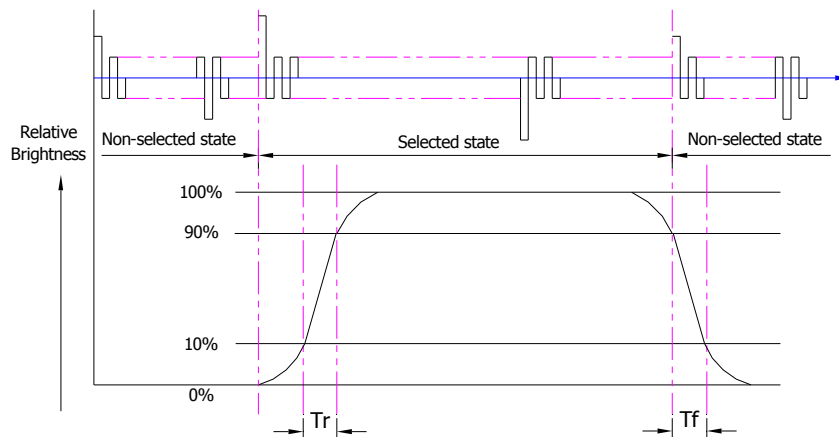 Relative
Brightness
Non-selected state
Selected state
Non-selected state
100%
90%
10%
0%
Tr
Tf